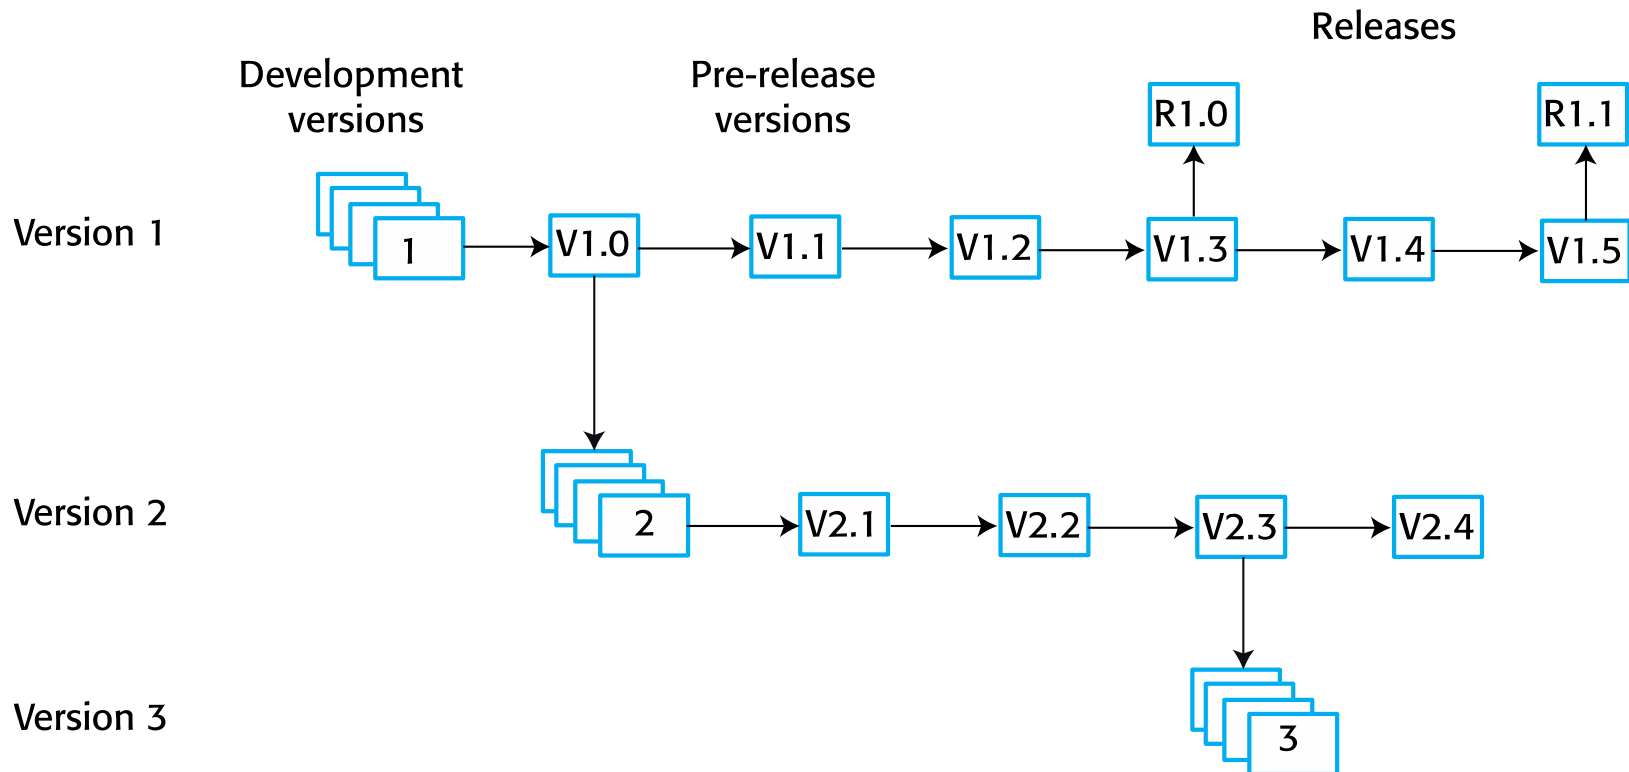 Releases
Development
versions
Pre-release
versions
R1.0
R1.1
Version 1
1
V1.0
V1.1
V1.2
V1.3
V1.4
V1.5
Version 2
2
V2.1
V2.2
V2.3
V2.4
Version 3
3